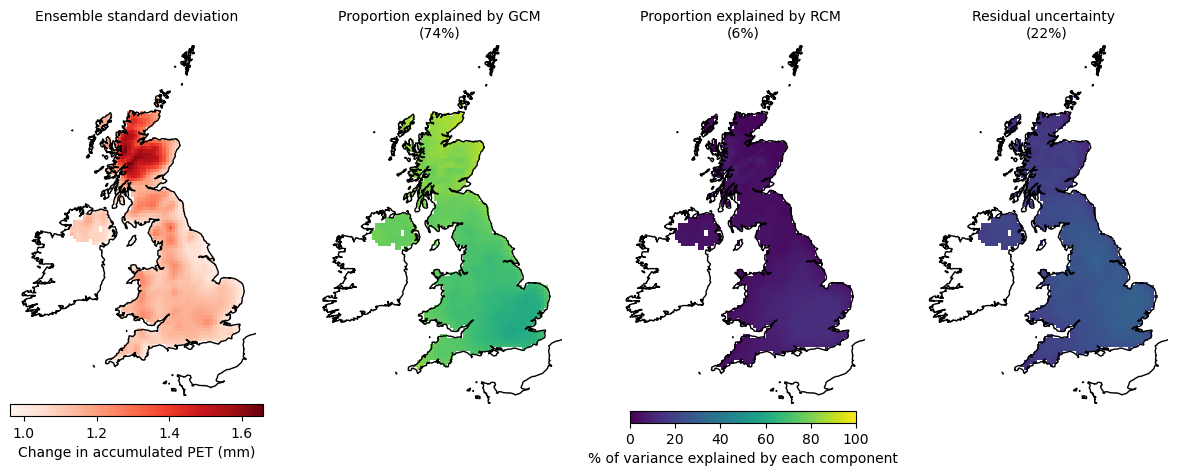 Ensemble standard deviation
Proportion explained by GCM
(74%)
Proportion explained by RCM
(6%)
Residual uncertainty
(22%)
1.0 1.2 1.4 1.6
Change in accumulated PET (mm)
0 20 40 60 80 100
% of variance explained by each component